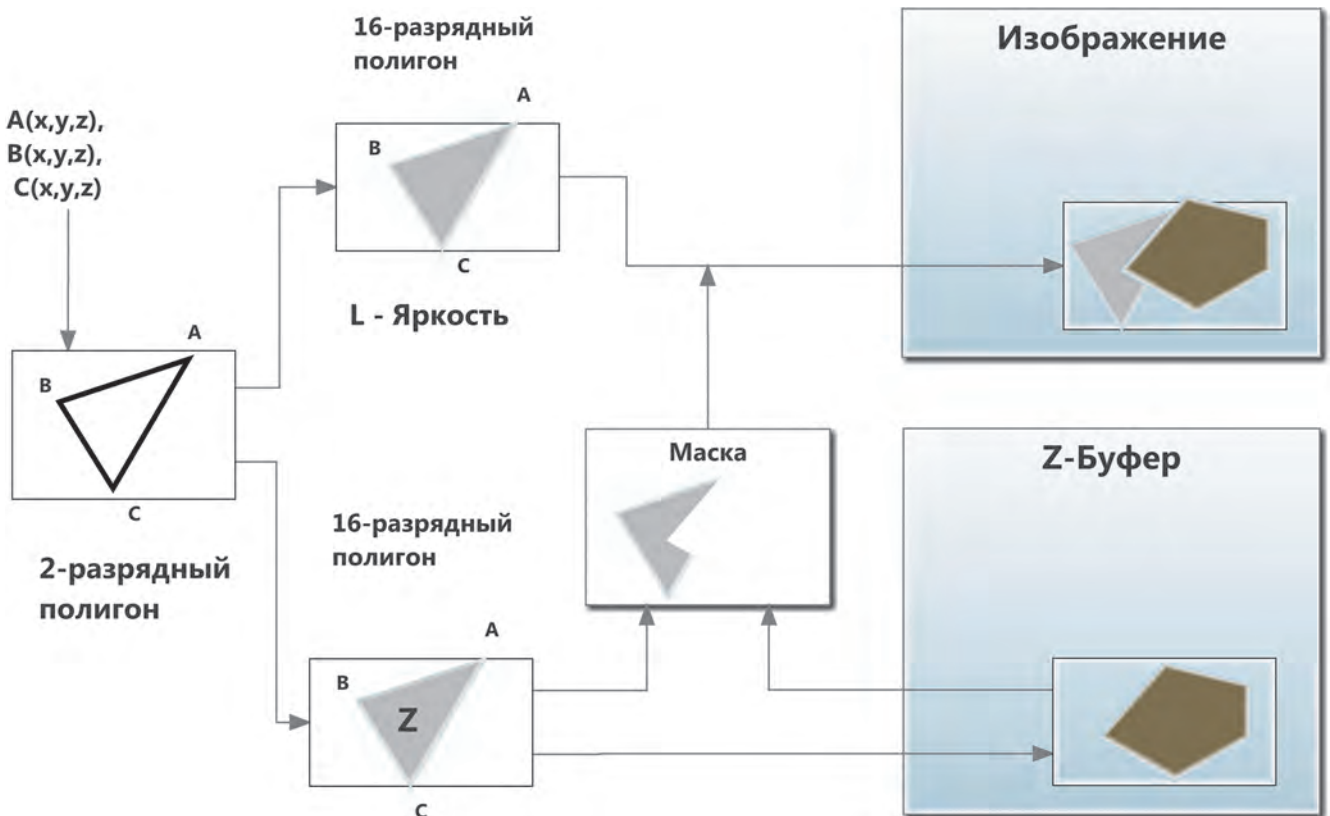 16-разрядный
полигон
Изображение
A(x,y,z),
B(x,y,z),
C(x,y,z)
A
B
C
L - Яркость
A
B
C
2-разрядный
полигон
Маска
Z-Буфер
16-разрядный
полигон
A
B
Z
C